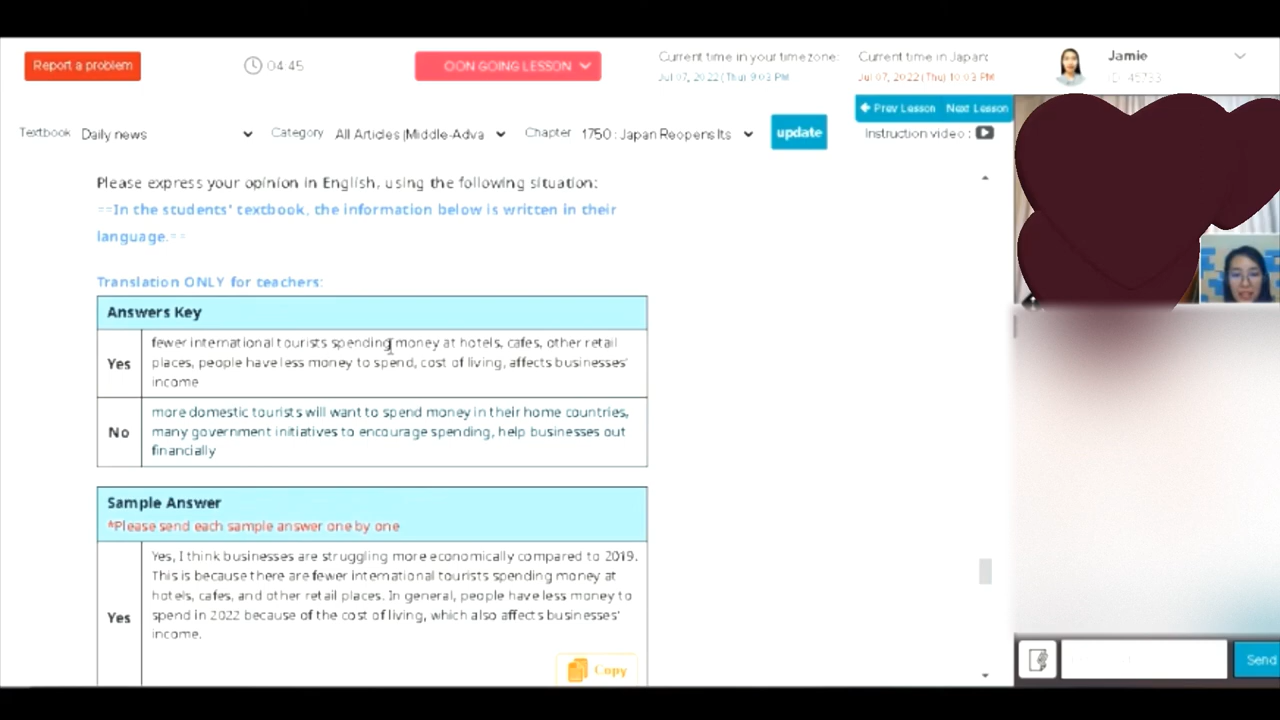 Report a problem
04:45
OON GOING LESSON
Current time in your timezone:
Jul 07, 2022 (Thu) 9:03 PM
Current time in Japan:
Jul 07, 2022 (Thu) 10:03 PM
Jamie
Prev Lesson Next Lesson
Textbook Daily news Category All Articles (Middle-Adva Chapter 1750 : Japan Reopens Its update Instruction video :
Please express your opinion in English, using the following situation:
==In the students' textbook, the information below is written in their
language.==
Translation ONLY for teachers:
Answers Key
Yes
fewer international tourists spending money at hotels, cafes, other retail
places, people have less money to spend, cost of living, affects businesses'
income
No
more domestic tourists will want to spend money in their home countries,
many government initiatives to encourage spending, help businesses out
financially
Sample Answer
*Please send each sample answer one by one
Yes
Yes, I think businesses are struggling more economically compared to 2019.
This is because there are fewer international tourists spending money at
hotels, cafes, and other retail places. In general, people have less money to
spend in 2022 because of the cost of living, which also affects businesses'
income.
Copy
Send